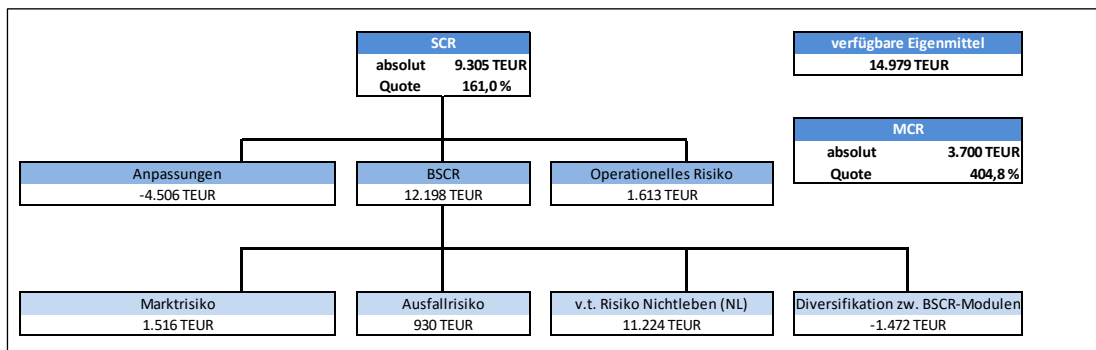 SCR
absolut 9.305 TEUR
Quote 161,0 %
verfügbare Eigenmittel
14.979 TEUR
MCR
absolut 3.700 TEUR
Quote 404,8 %
Anpassungen
-4.506 TEUR
BSCR
12.198 TEUR
Operationelles Risiko
1.613 TEUR
Marktrisiko
1.516 TEUR
Ausfallrisiko
930 TEUR
v.t. Risiko Nichtleben (NL)
11.224 TEUR
Diversifikation zw. BSCR-Modulen
-1.472 TEUR